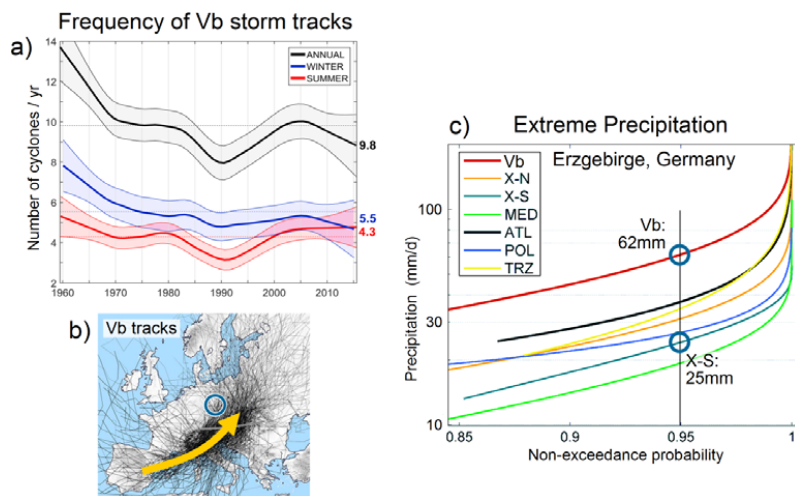 Frequency of Vb storm tracks
a)
14
12
10
8
6
4
2
Number of cyclones / yr
ANNUAL
WINTER
SUMMER
9.8
5.5
4.3
1960 1970 1980 1990 2000 2010
b)
Vb tracks
c) Extreme Precipitation
Erzgebirge, Germany
Vb
X-N
X-S
MED
ATL
POL
TRZ
Vb:
62mm
X-S:
25mm
100
30
10
Precipitation (mm/d)
0.85 0.9 0.95 1
Non-exceedance probability